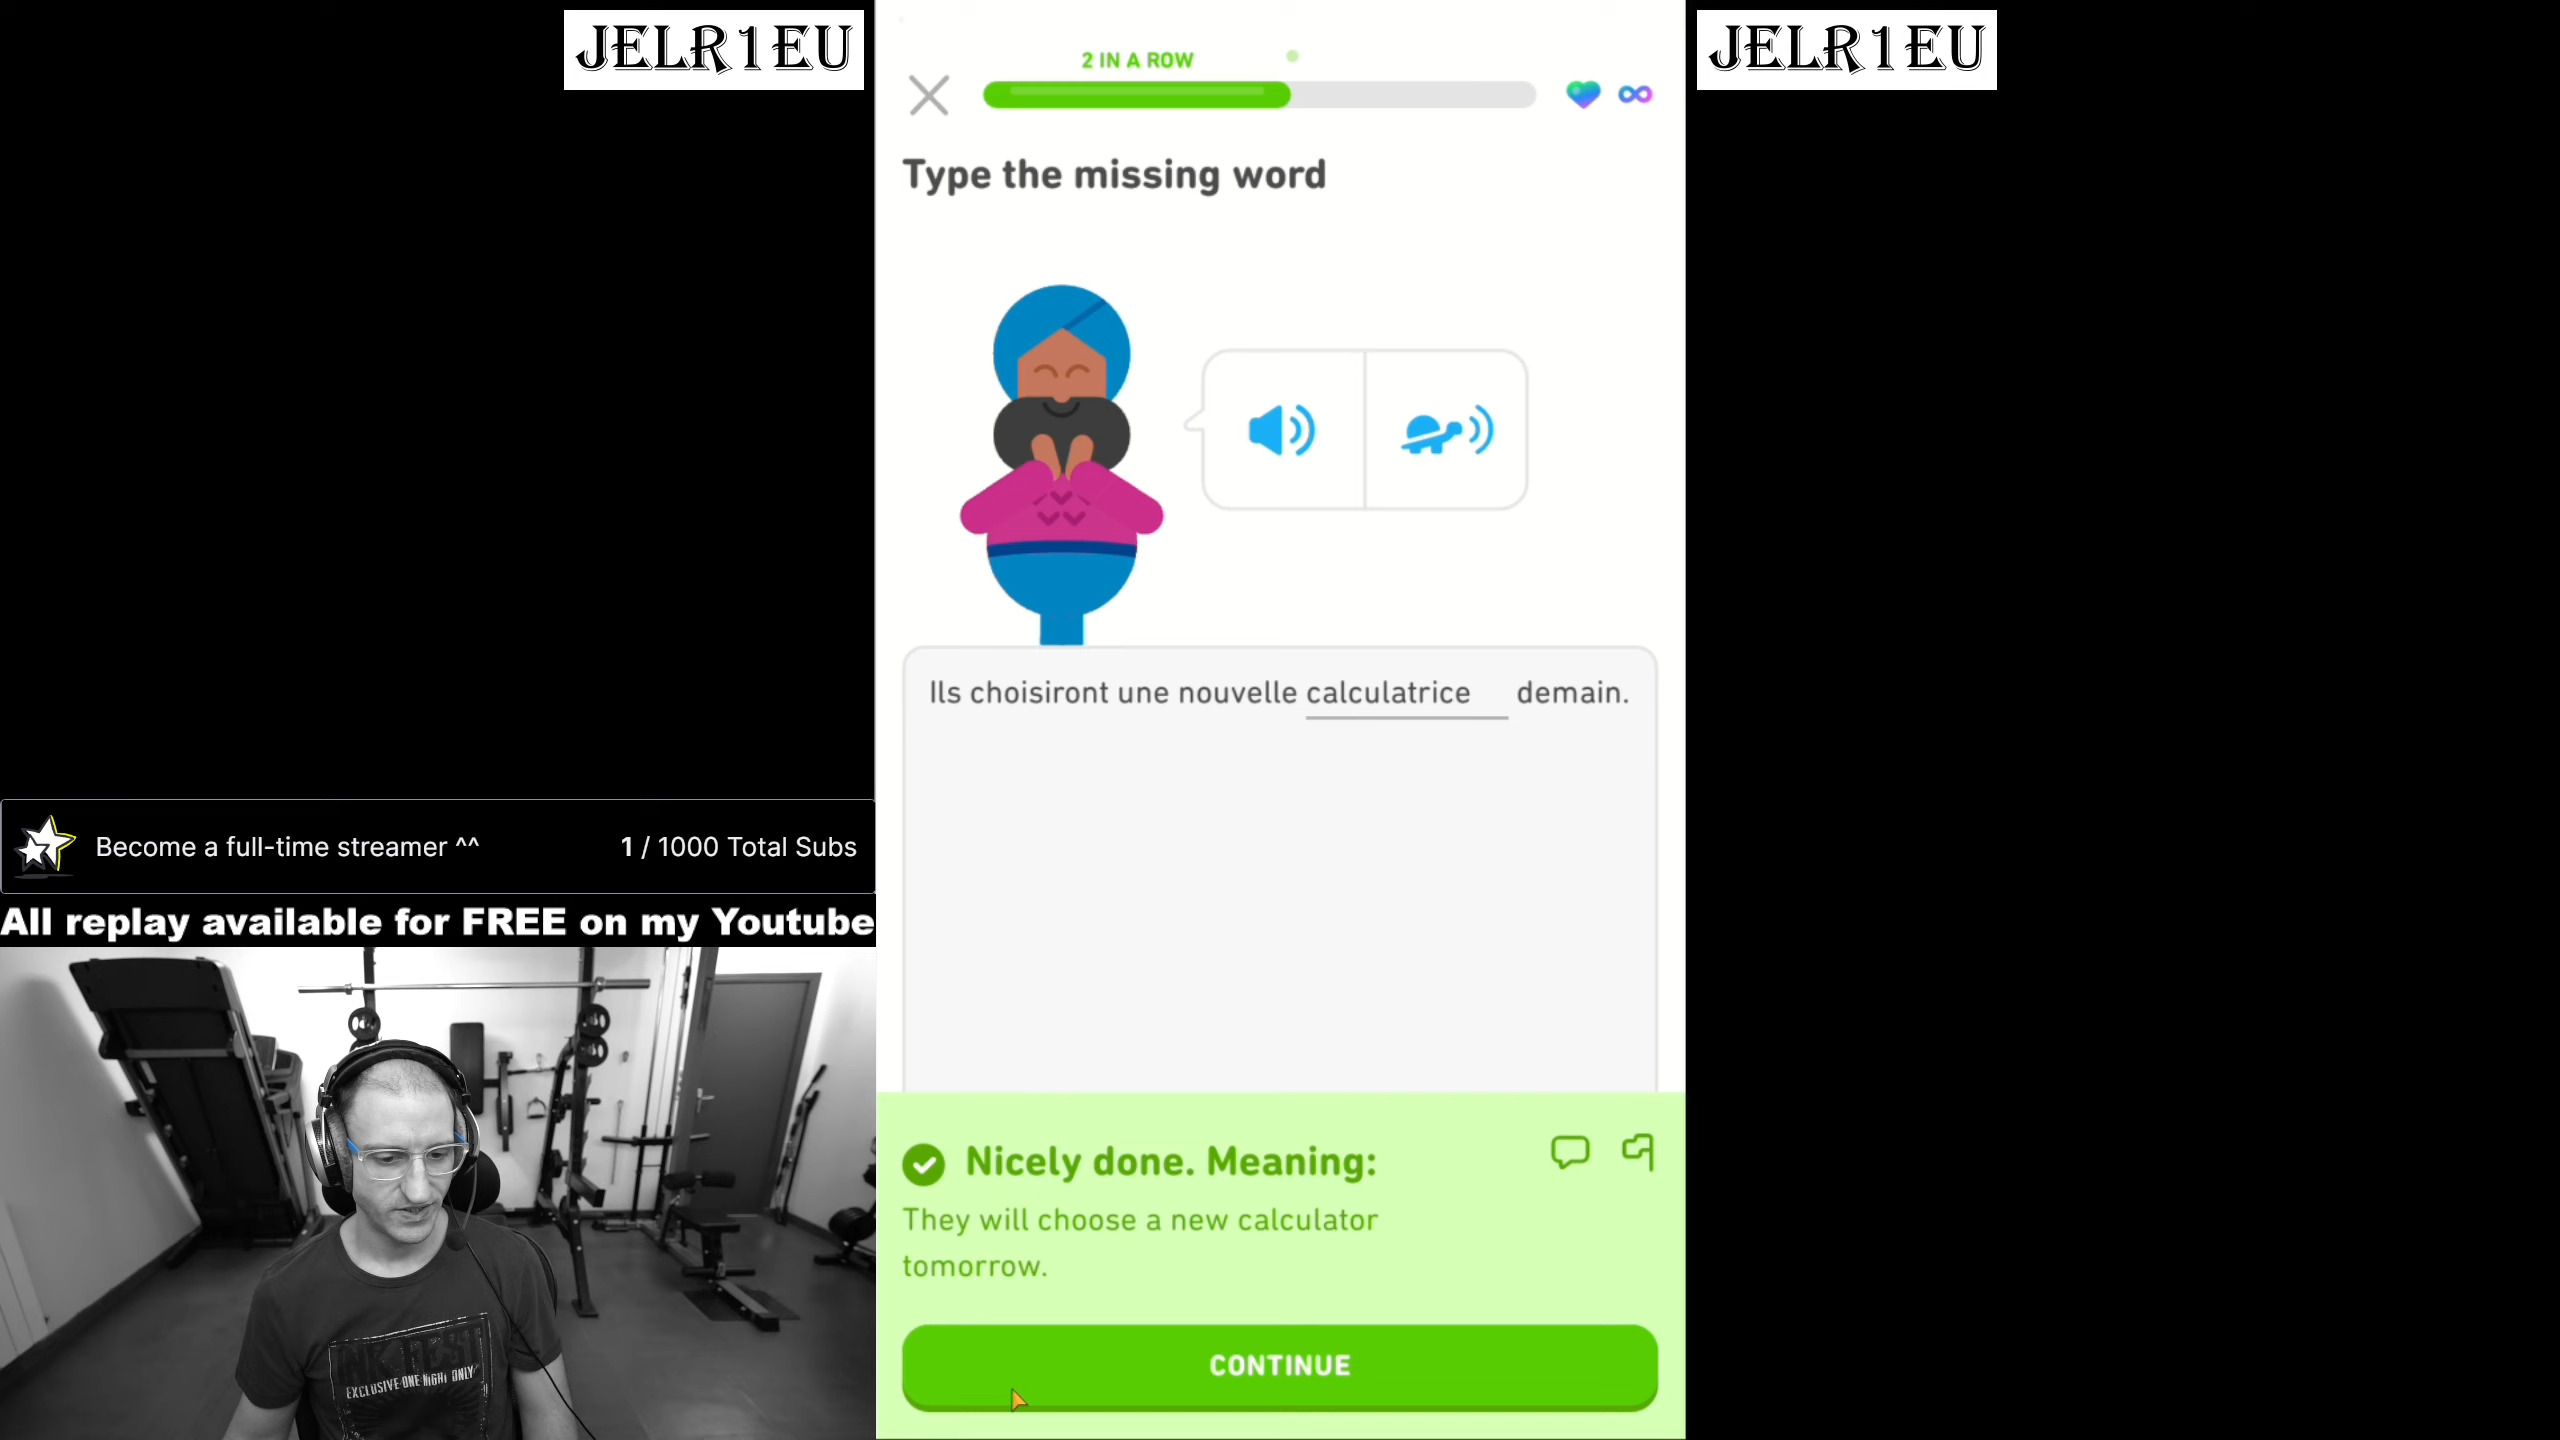 JELR1EU
JELR1EU
2 IN A ROW
Type the missing word
Ils choisiront une nouvelle calculatrice demain.
Become a full-time streamer ^^ 1 / 1000 Total Subs
All replay available for FREE on my Youtube
EXCLUSIVE ONE NIGHT ONLY
Nicely done. Meaning:
They will choose a new calculator
tomorrow.
CONTINUE